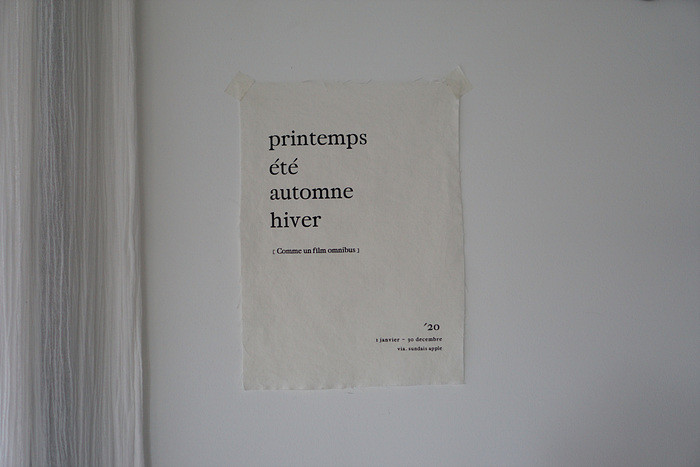 printemps
été
automne
hiver
[ Comme un film omnibus ]
´20
1 janvier - 30 decembre
via. sundais apple